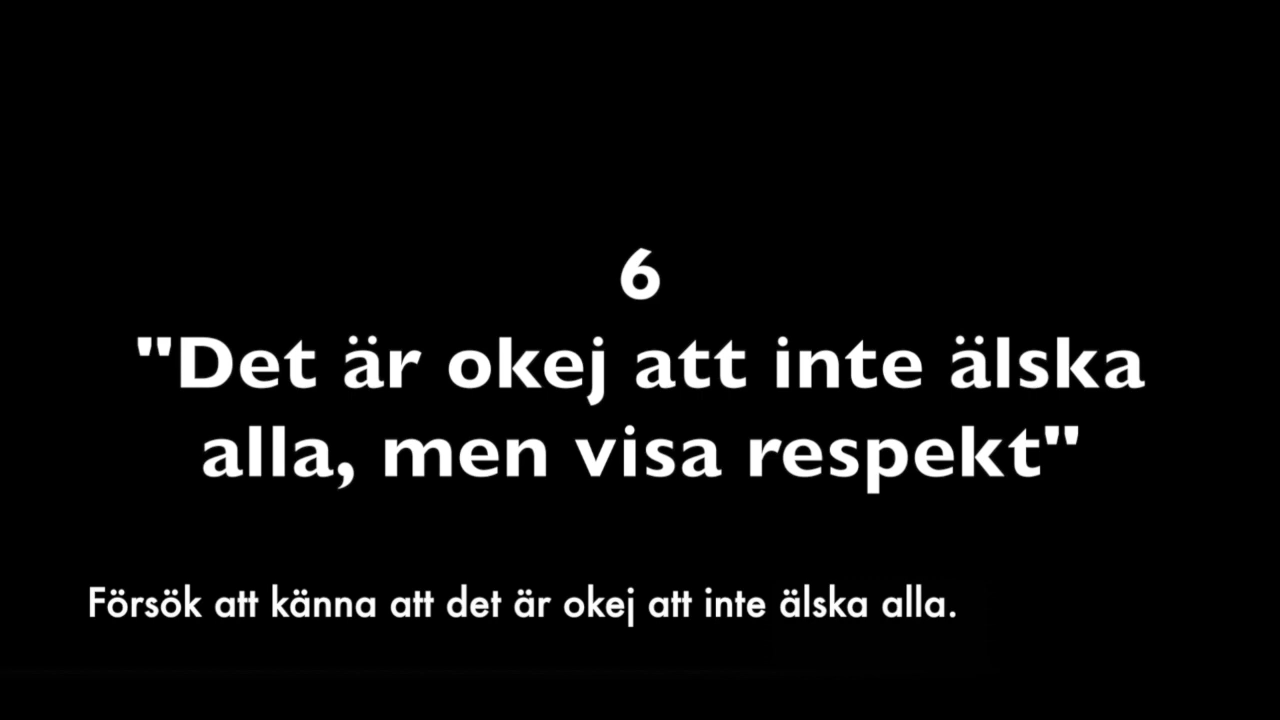 6
"Det är okej att inte älska
alla, men visa respekt"
Försök att känna att det är okej att inte älska alla.